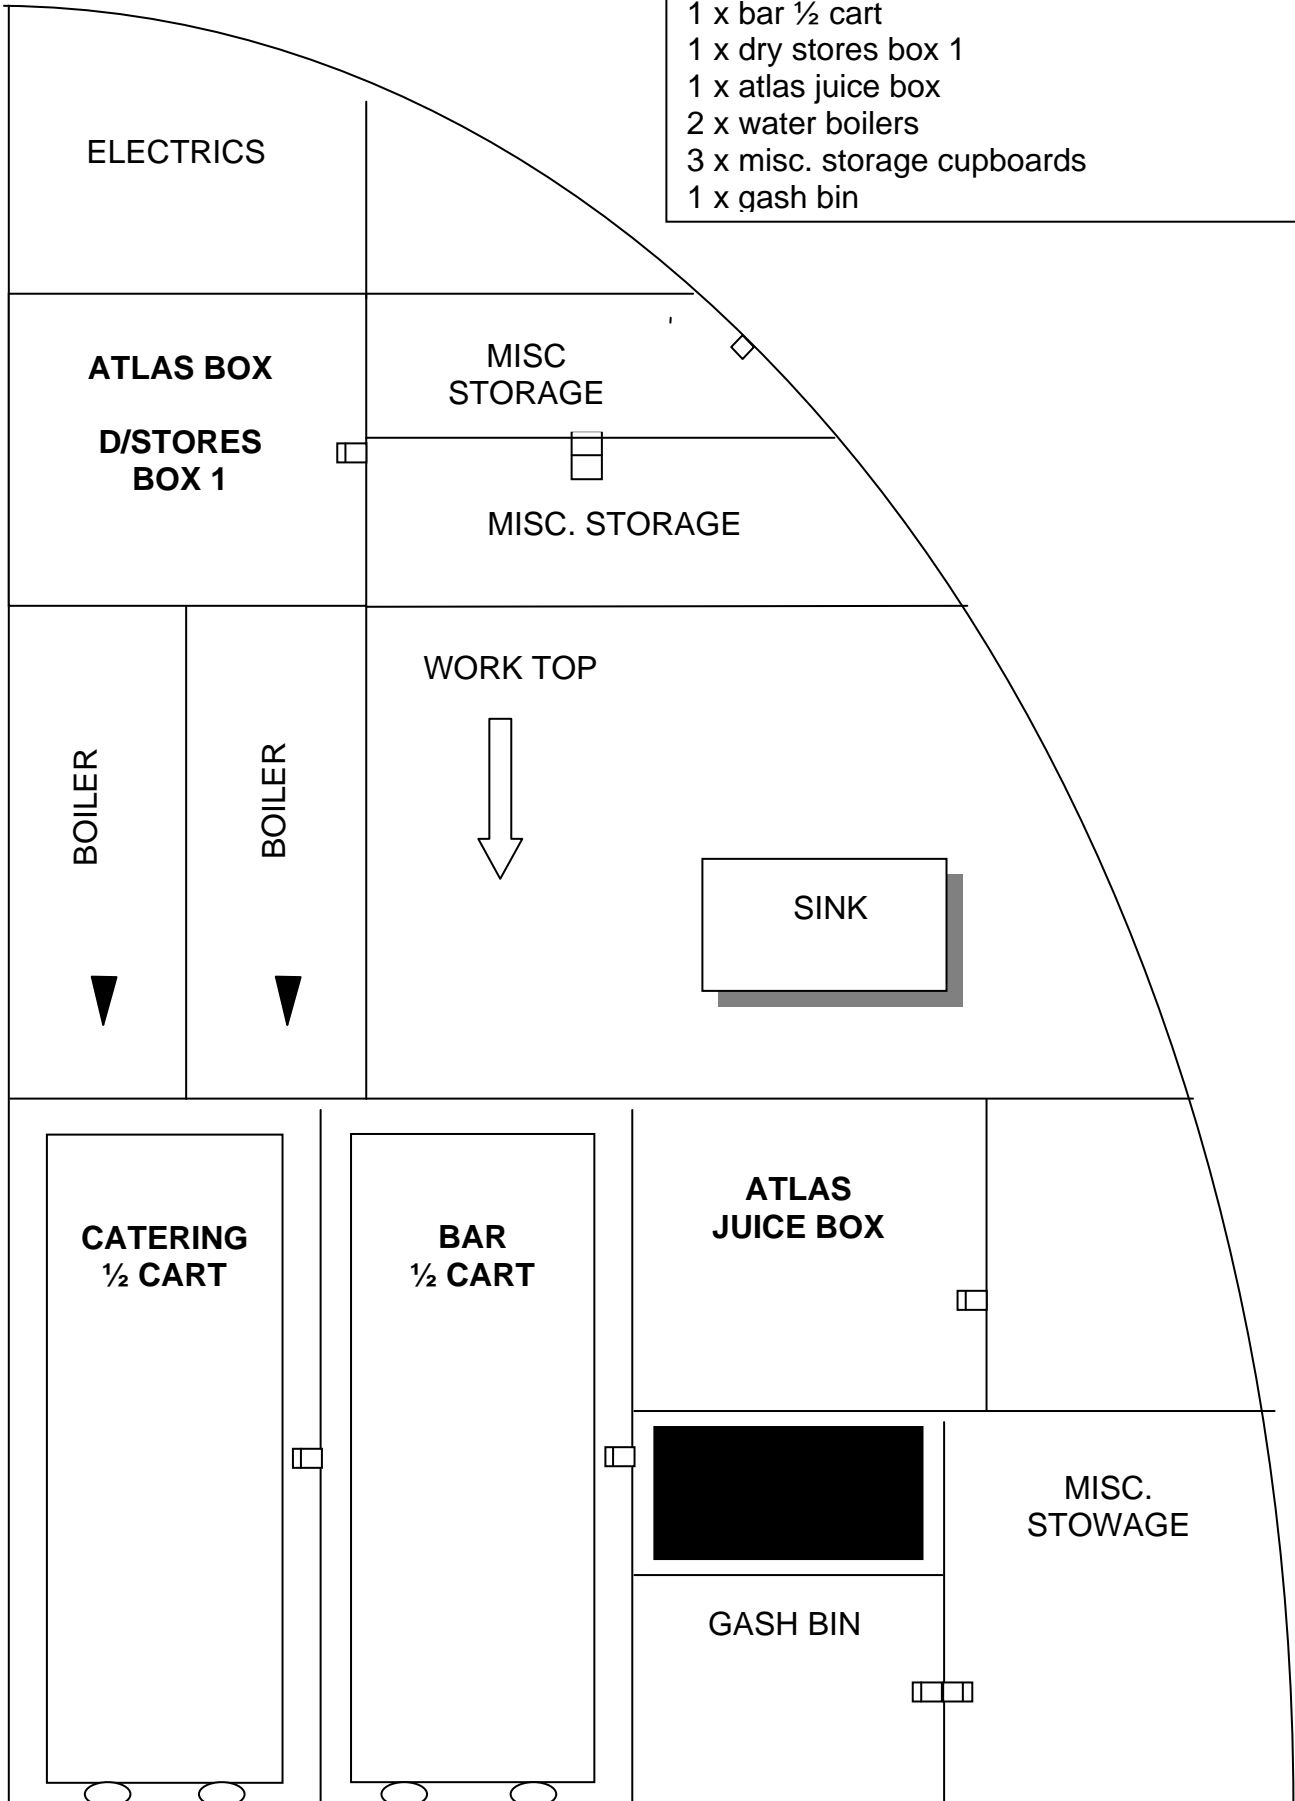 1 x bar ½ cart
1 x dry stores box 1
1 x atlas juice box
2 x water boilers
3 x misc. storage cupboards
1 x gash bin
ELECTRICS
ATLAS BOX
D/STORES
BOX 1
MISC
STORAGE
MISC. STORAGE
WORK TOP
BOILER
BOILER
SINK
CATERING
½ CART
BAR
½ CART
ATLAS
JUICE BOX
MISC.
STOWAGE
GASH BIN